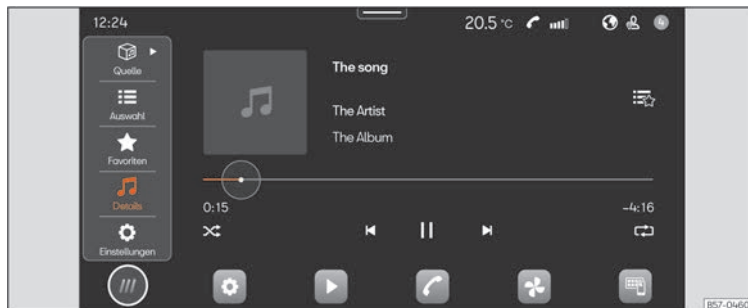 12:24
20.5 °C
4
Quelle
Auswahl
Favoriten
Details
Einstellungen
The song
The Artist
The Album
0:15
-4:16
B57-0460